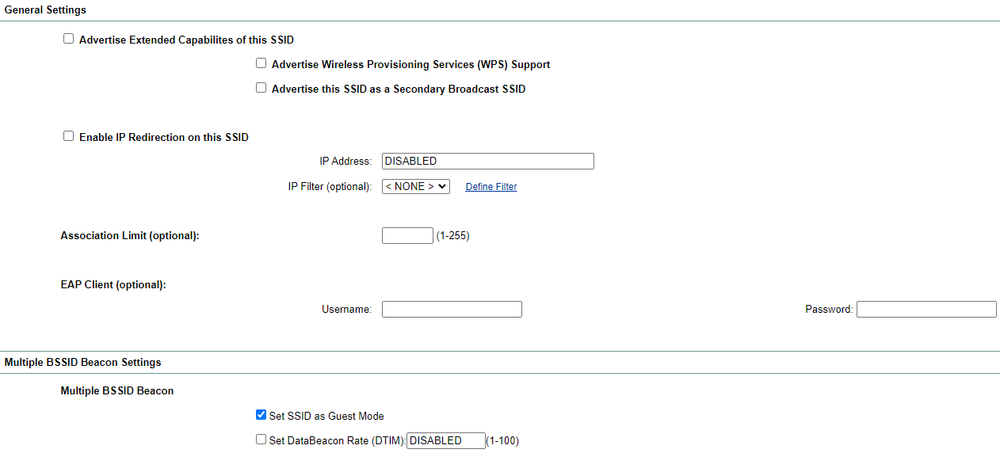 General Settings
Advertise Extended Capabilites of this SSID
Advertise Wireless Provisioning Services (WPS) Support
Advertise this SSID as a Secondary Broadcast SSID
Enable IP Redirection on this SSID
IP Address: DISABLED
IP Filter (optional): < NONE > Define Filter
Association Limit (optional): (1-255)
EAP Client (optional):
Username: Password:
Multiple BSSID Beacon Settings
Multiple BSSID Beacon
Set SSID as Guest Mode
Set DataBeacon Rate (DTIM): DISABLED (1-100)